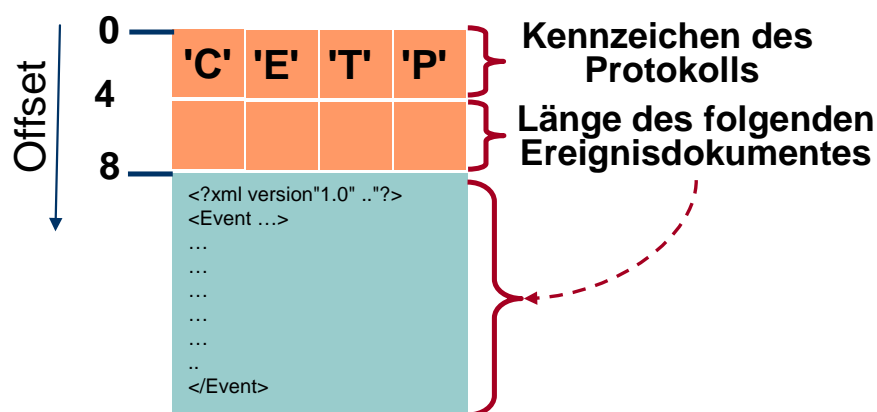 Offset
0
4
8
'C' 'E' 'T' 'P'
Kennzeichen des
Protokolls
Länge des folgenden
Ereignisdokumentes
<?xml version"1.0" .."?>
<Event …>
…
…
…
…
…
..
</Event>